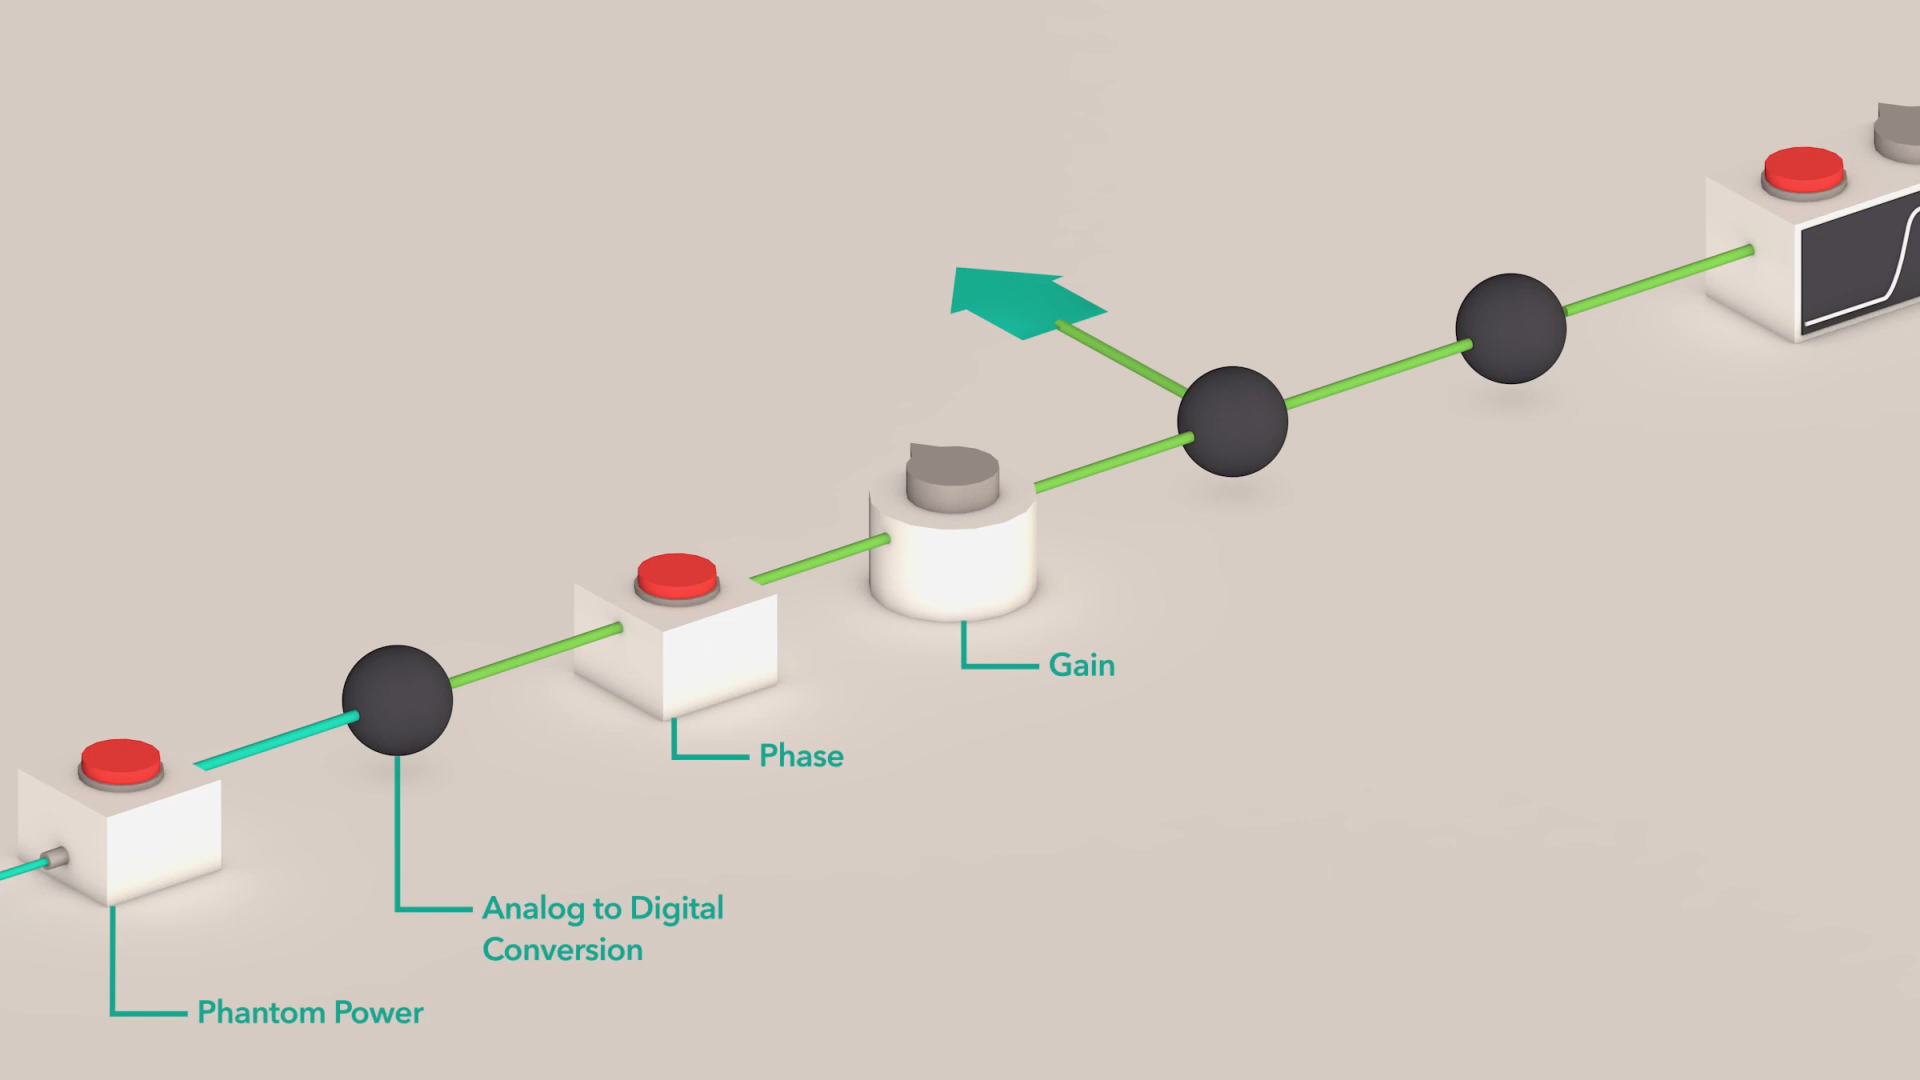 Gain
Phase
Analog to Digital
Conversion
Phantom Power